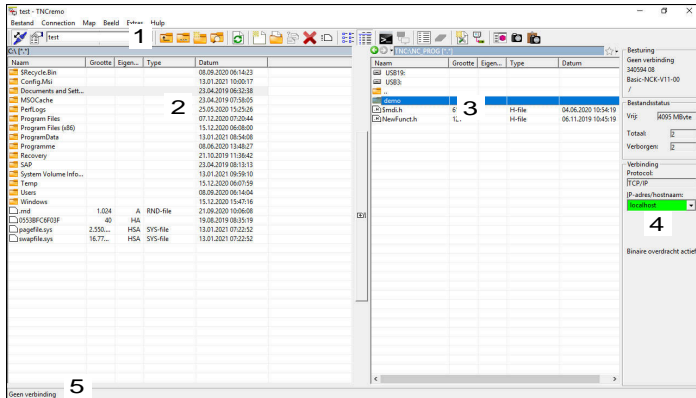 test - TNCremo
Bestand Connection Map Beeld Extras Hulp
test
1
C:\ [*.*]
Naam Grootte Eigen... Type Datum
$Recycle.Bin 08.09.2020 06:14:23
Config.Msi 13.01.2021 10:00:17
Documents and Sett... 23.04.2019 06:32:38
MSOCache 23.04.2019 07:58:05
PerfLogs 25.05.2020 15:25:26
Program Files 07.12.2020 07:20:44
Program Files (x86) 15.12.2020 06:08:00
ProgramData 13.01.2021 08:54:08
Programme 08.06.2020 13:48:27
Recovery 21.10.2019 11:36:42
SAP 23.04.2019 08:13:13
System Volume Info... 13.01.2021 09:59:10
Temp 15.12.2020 06:07:59
Users 08.09.2020 06:14:04
Windows 15.12.2020 15:47:16
.rnd 1.024 A RND-file 21.09.2020 10:06:08
0553BFC6F03F 40 HA 19.08.2019 08:35:19
pagefile.sys 2.550.... HSA SYS-file 13.01.2021 07:22:52
swapfile.sys 16.77... HSA SYS-file 13.01.2021 07:22:52
2
TNC:\NC_PROG [*.*]
Naam Grootte Eigen... Type Datum
USB19:
USB3:
..
demo
Smdi.h H-file 04.06.2020 10:54:19
NewFunct.h H-file 06.11.2019 10:45:19
3
Besturing
Geen verbinding
340594 08
Basic-NCK-V11-00
/
Bestandsstatus
Vrij: 4095 MByte
Totaal: 2
Verborgen: 2
Verbinding
Protocol:
TCP/IP
IP-adres/hostnaam:
localhost
4
Binaire overdracht actief
5
Geen verbinding